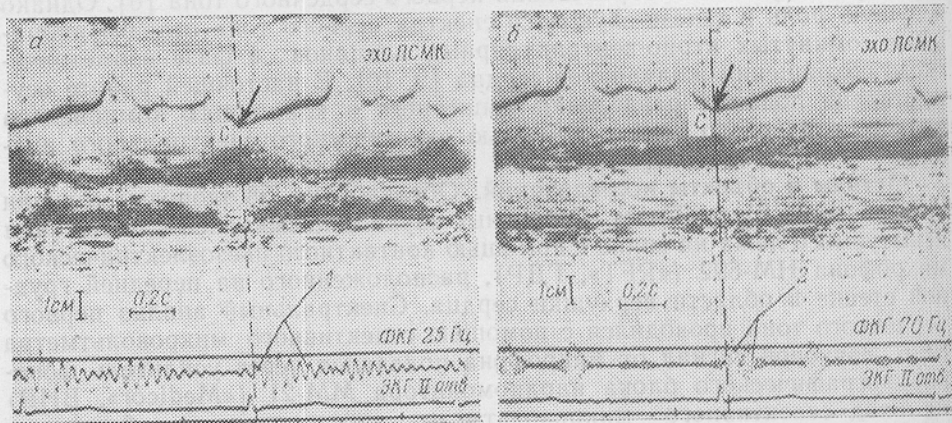 а
эхо ПСМК
С
1см
0,2с
1
ФКГ 25 Гц
ЭКГ II отв
б
эхо ПСМК
С
1см
0,2с
2
ФКГ 70 Гц
ЭКГ II отв